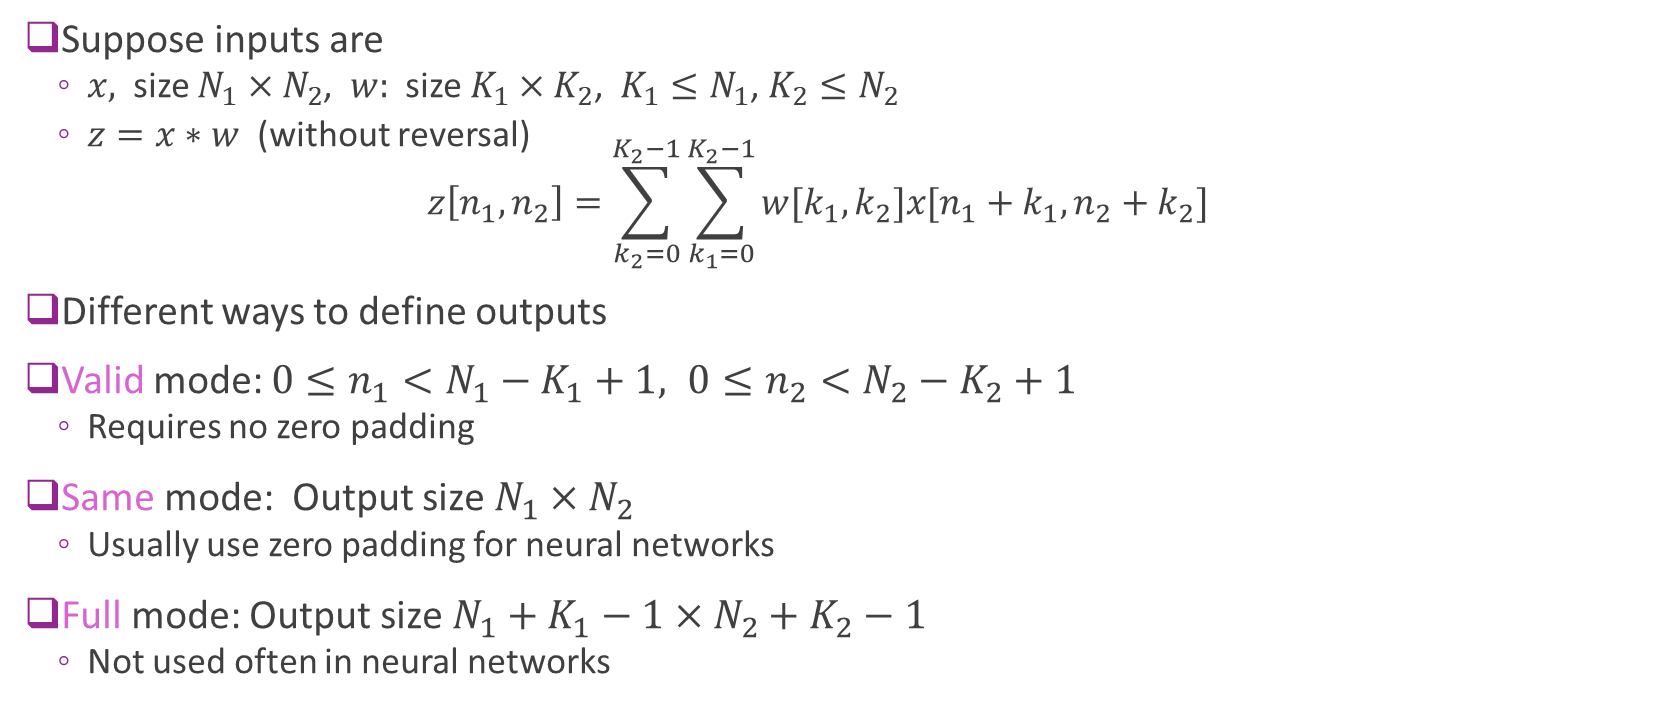 ❑Suppose inputs are
◦ x, size N₁ × N₂, w: size K₁ × K₂, K₁ ≤ N₁, K₂ ≤ N₂
◦ z = x ∗ w (without reversal)
z[n₁, n₂] = ∑_{k₂=0}^{K₂−1} ∑_{k₁=0}^{K₂−1} w[k₁, k₂]x[n₁ + k₁, n₂ + k₂]
❑Different ways to define outputs
❑Valid mode: 0 ≤ n₁ < N₁ − K₁ + 1, 0 ≤ n₂ < N₂ − K₂ + 1
◦ Requires no zero padding
❑Same mode: Output size N₁ × N₂
◦ Usually use zero padding for neural networks
❑Full mode: Output size N₁ + K₁ − 1 × N₂ + K₂ − 1
◦ Not used often in neural networks